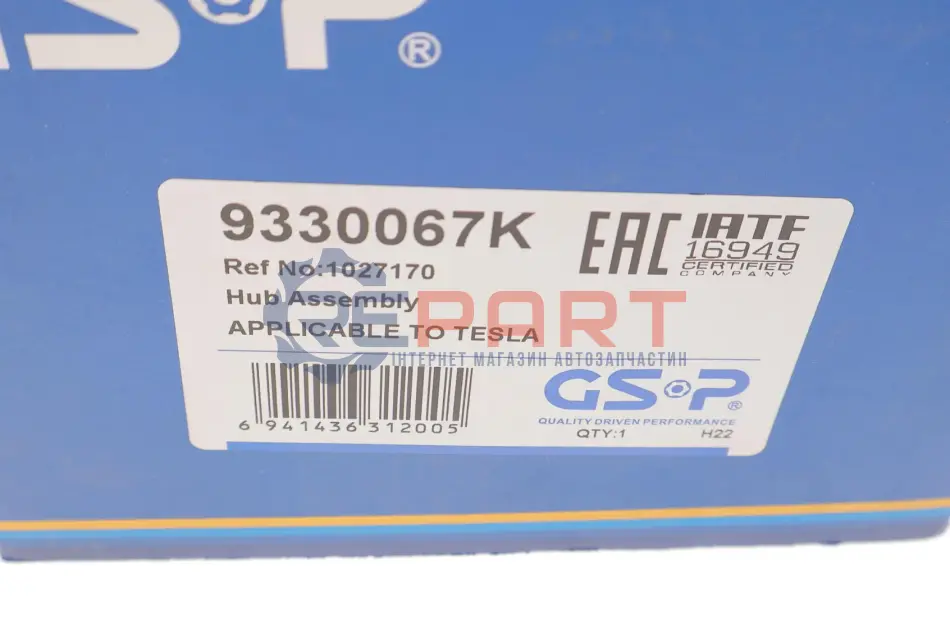 GSP®
9330067K
EAC
IATF
16949
CERTIFIED
COMPANY
Ref No:1027170
Hub Assembly
APPLICABLE TO TESLA
REPART
ІНТЕРНЕТ МАГАЗИН АВТОЗАПЧАСТИН
6 941436 312005
GSP®
QUALITY DRIVEN PERFORMANCE
QTY:1 H22